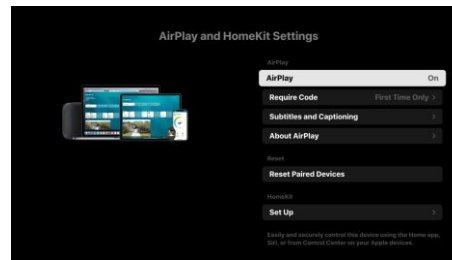 AirPlay and HomeKit Settings
AirPlay
AirPlay On
Require Code First Time Only >
Subtitles and Captioning >
About AirPlay >
Reset
Reset Paired Devices
HomeKit
Set Up >
Easily and securely control this device using the Home app,
Siri, or from Control Center on your Apple devices.